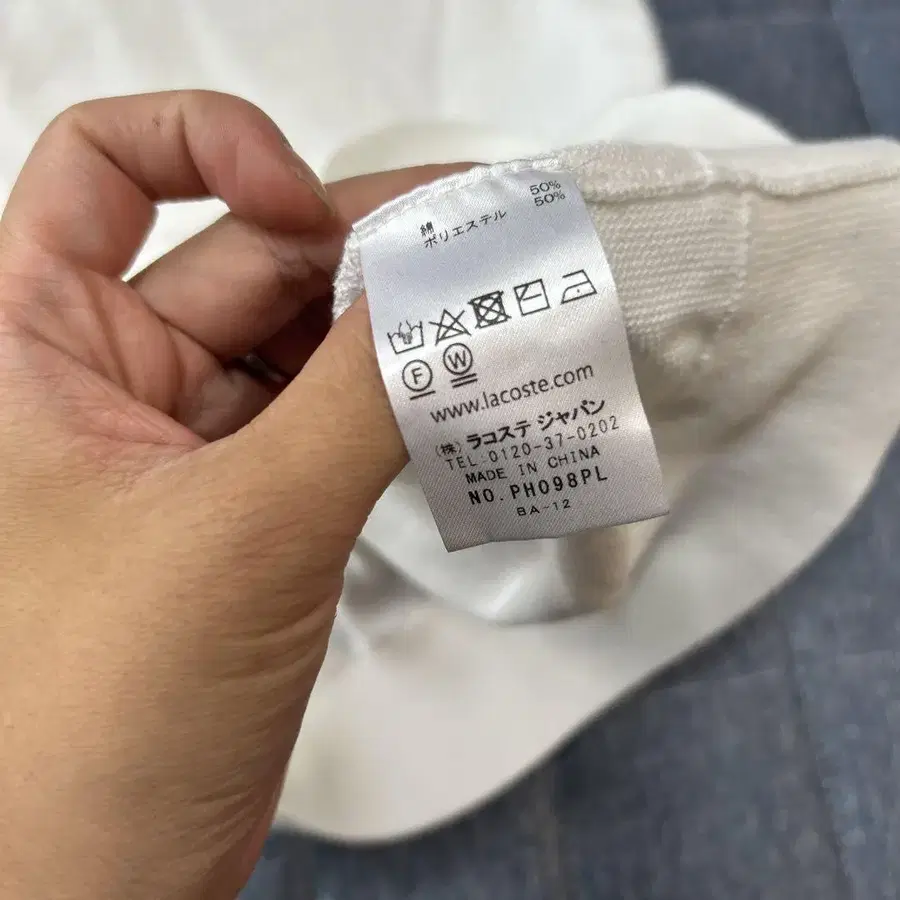 綿 50%
ポリエステル 50%
F W
www.lacoste.com
(株) ラコステ ジャパン
TEL.0120-37-0202
MADE IN CHINA
NO.PH098PL
BA-12